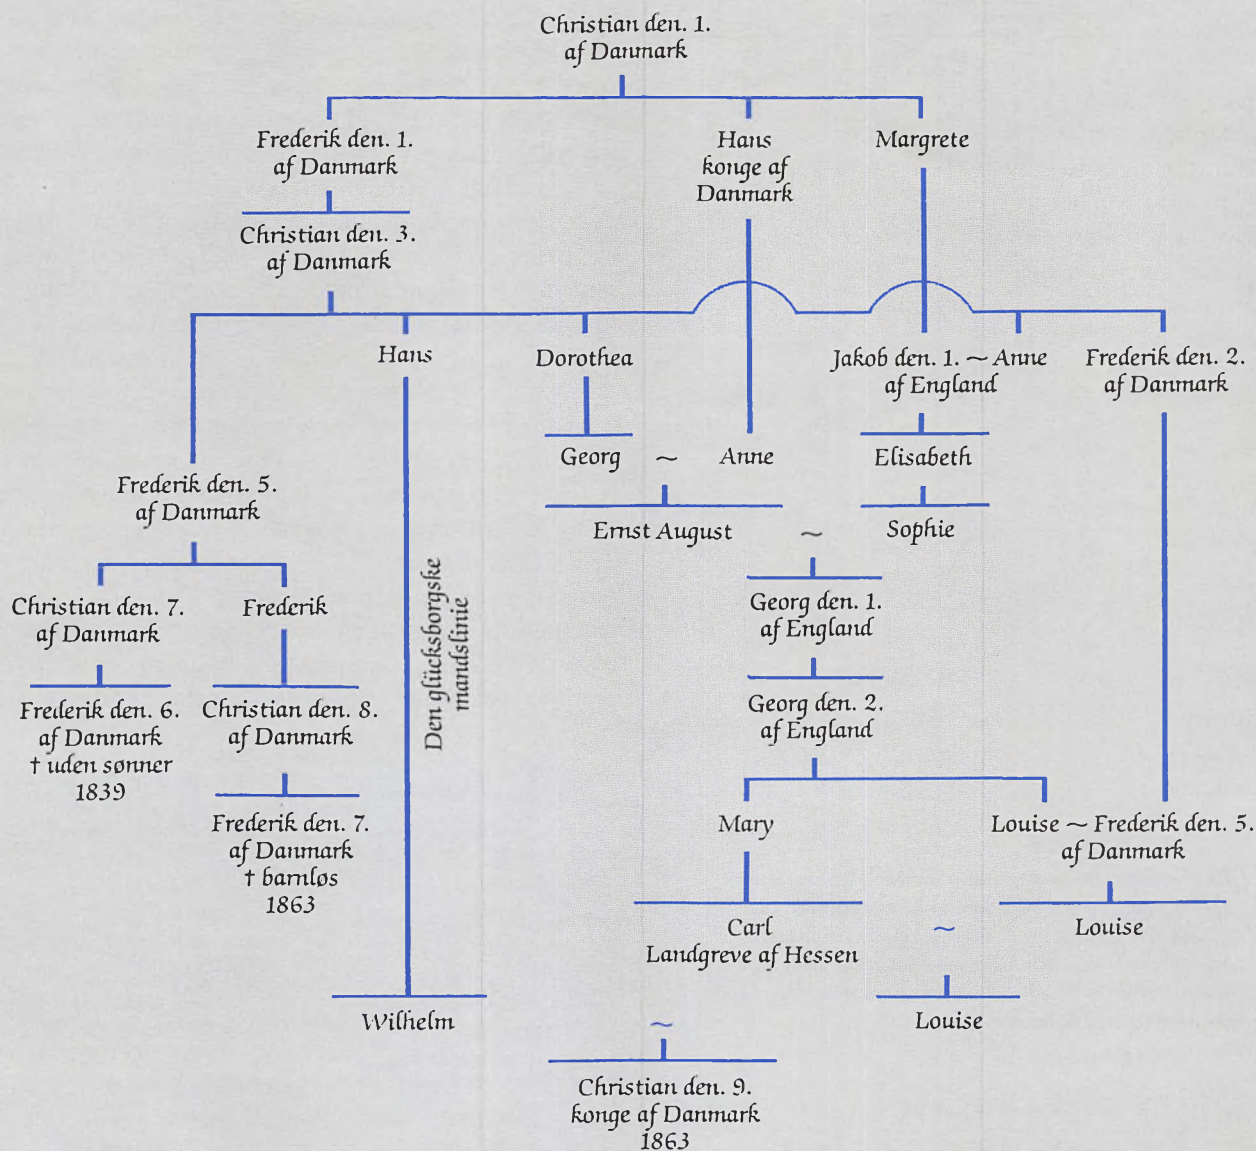 Christian den. 1.
af Danmark
Frederik den. 1.
af Danmark
Hans
konge af
Danmark
Margrete
Christian den. 3.
af Danmark
Hans
Dorothea
Jakob den. 1. ~ Anne
af England
Frederik den. 2.
af Danmark
Georg ~ Anne
Elisabeth
Frederik den. 5.
af Danmark
Ernst August ~ Sophie
Christian den. 7.
af Danmark
Frederik
Den glücksborgske
mandslinie
Georg den. 1.
af England
Frederik den. 6.
af Danmark
† uden sønner
1839
Christian den. 8.
af Danmark
Georg den. 2.
af England
Frederik den. 7.
af Danmark
† barnløs
1863
Mary
Louise ~ Frederik den. 5.
af Danmark
Carl
Landgreve af Hessen
~
Louise
Wilhelm
~
Louise
Christian den. 9.
konge af Danmark
1863